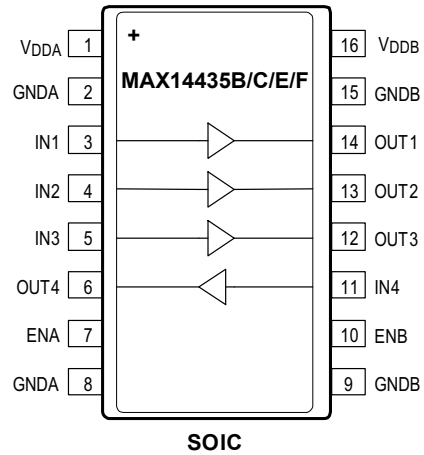 VDDA 1 + 16 VDDB
MAX14435B/C/E/F
GNDA 2 15 GNDB
IN1 3 14 OUT1
IN2 4 13 OUT2
IN3 5 12 OUT3
OUT4 6 11 IN4
ENA 7 10 ENB
GNDA 8 9 GNDB
SOIC